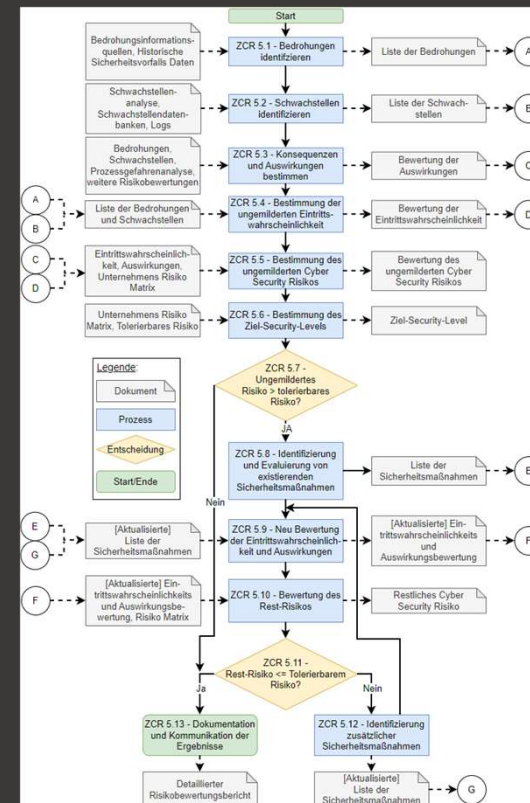 Start
Bedrohungsinformations-
quellen, Historische
Sicherheitsvorfalls Daten
ZCR 5.1 - Bedrohungen
identifzieren
Liste der Bedrohungen
A
Schwachstellen-
analyse,
Schwachstellendaten-
banken, Logs
ZCR 5.2 - Schwachstellen
identifizieren
Liste der Schwach-
stellen
B
Bedrohungen,
Schwachstellen,
Prozessgefahrenanalyse,
weitere Risikobewertungen
ZCR 5.3 - Konsequenzen
und Auswirkungen
bestimmen
Bewertung der
Auswirkungen
C
A
B
Liste der Bedrohungen
und Schwachstellen
ZCR 5.4 - Bestimmung der
ungemilderten Eintritts-
wahrscheinlichkeit
Bewertung der
Eintrittswahrscheinlichkeit
D
C
D
Eintrittswahrscheinlich-
keit, Auswirkungen,
Unternehmens Risiko
Matrix
ZCR 5.5 - Bestimmung des
ungemilderten Cyber
Security Risikos
Bewertung des
ungemilderten Cyber
Security Risikos
Unternehmens Risiko
Matrix, Tolerierbares Risiko
ZCR 5.6 - Bestimmung des
Ziel-Security-Levels
Ziel-Security-Level
Legende:
Dokument
Prozess
Entscheidung
Start/Ende
ZCR 5.7 -
Ungemildertes
Risiko > tolerierbares
Risiko?
JA
Nein
ZCR 5.8 - Identifizierung
und Evaluierung von
existierenden
Sicherheitsmaßnahmen
Liste der
Sicherheitsmaßnahmen
E
E
G
[Aktualisierte]
Liste der
Sicherheitsmaßnahmen
ZCR 5.9 - Neu Bewertung
der Eintrittswahrscheinlich-
keit und Auswirkungen
[Aktualisierte] Ein-
trittswahrscheinlichkeits
und
Auswirkungsbewertung
F
F
[Aktualisierte] Ein-
trittswahrscheinlichkeits
und Auswirkungsbe-
wertung, Risiko Matrix
ZCR 5.10 - Bewertung des
Rest-Risikos
Restliches Cyber
Security Risiko
ZCR 5.11 -
Rest-Risiko <= Tolerierbarem
Risiko?
Ja
Nein
ZCR 5.13 - Dokumentation
und Kommunikation der
Ergebnisse
ZCR 5.12 - Identifizierung
zusätzlicher
Sicherheitsmaßnahmen
Detaillierter
Risikobewertungsbericht
[Aktualisierte]
Liste der
Sicherheitsmaßnahmen
G